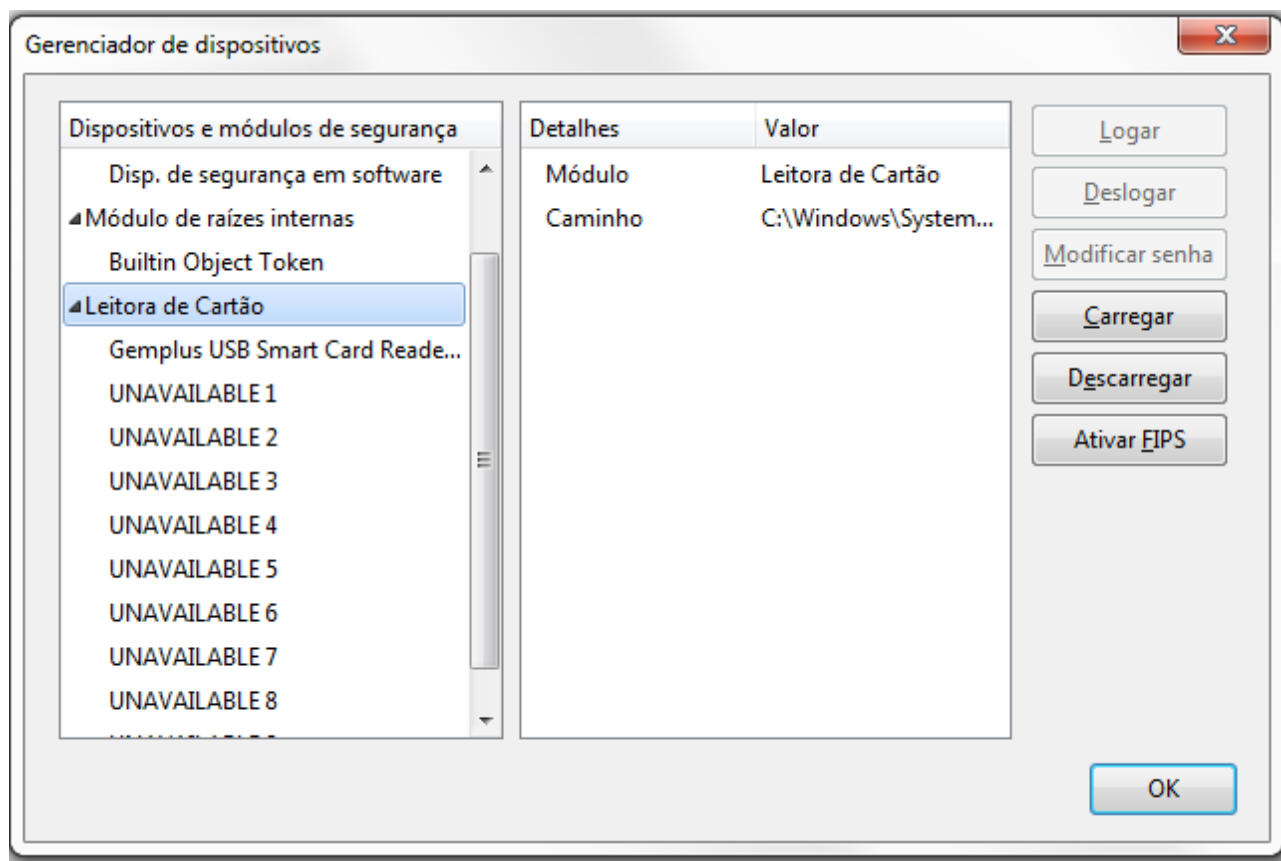 Gerenciador de dispositivos
Dispositivos e módulos de segurança
Disp. de segurança em software
Módulo de raízes internas
Builtin Object Token
Leitora de Cartão
Gemplus USB Smart Card Reade...
UNAVAILABLE 1
UNAVAILABLE 2
UNAVAILABLE 3
UNAVAILABLE 4
UNAVAILABLE 5
UNAVAILABLE 6
UNAVAILABLE 7
UNAVAILABLE 8
Detalhes Valor
Módulo Leitora de Cartão
Caminho C:\Windows\System...
Logar
Deslogar
Modificar senha
Carregar
Descarregar
Ativar FIPS
OK